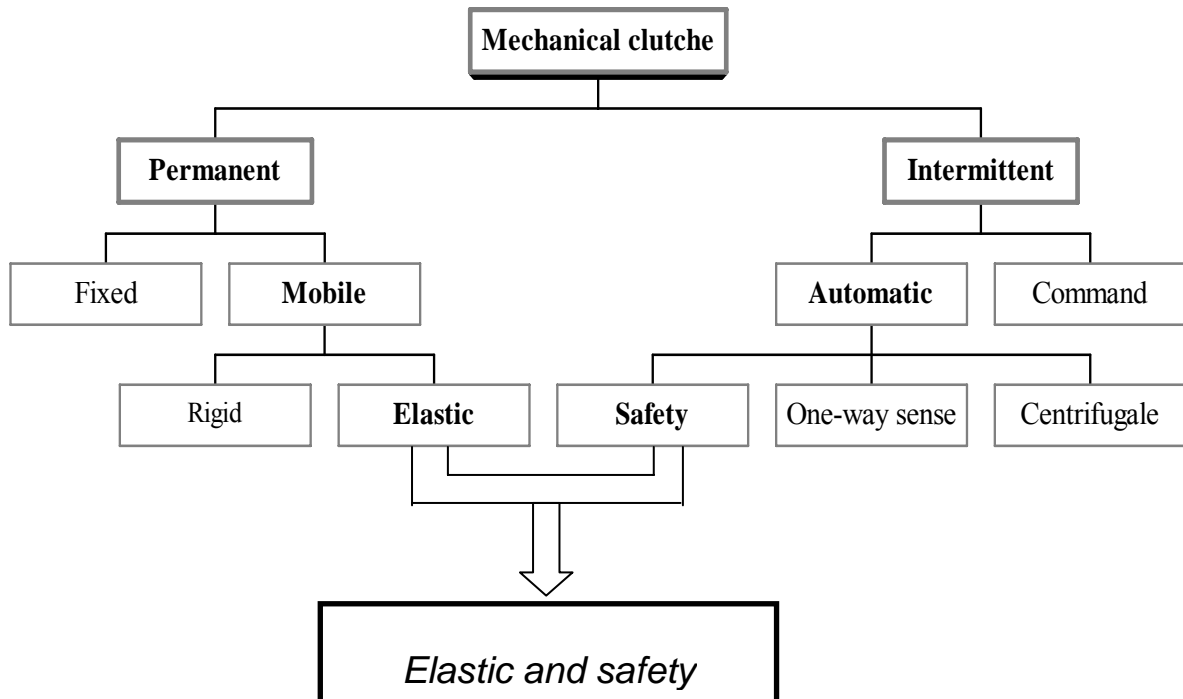 Mechanical clutche
Permanent
Intermittent
Fixed
Mobile
Automatic
Command
Rigid
Elastic
Safety
One-way sense
Centrifugale
Elastic and safety